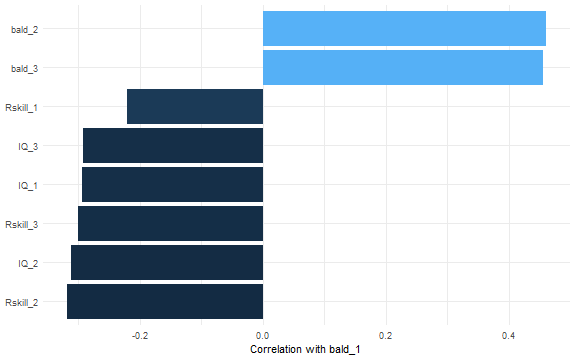 bald_2
bald_3
Rskill_1
IQ_3
IQ_1
Rskill_3
IQ_2
Rskill_2
-0.2 0.0 0.2 0.4
Correlation with bald_1